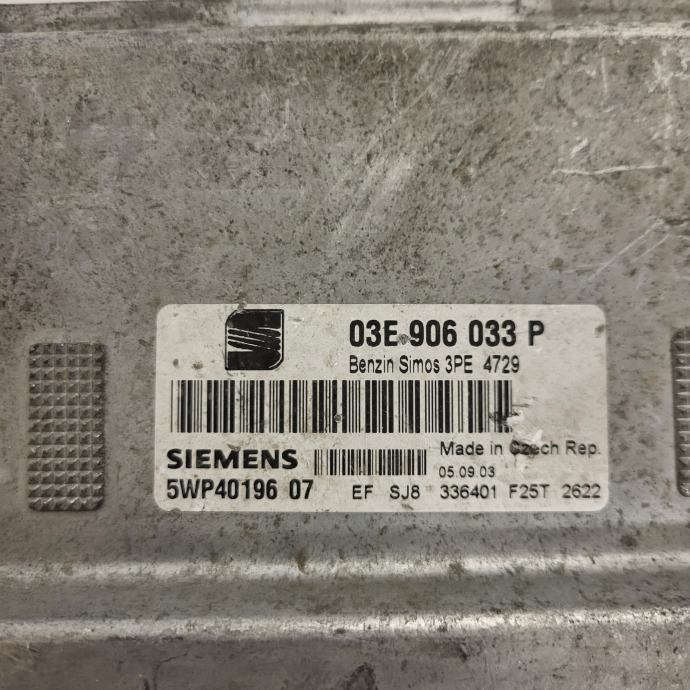 03E 906 033 P
Benzin Simos 3PE 4729
SIEMENS
Made in Czech Rep.
05.09.03
5WP40196 07
EF SJ8 336401 F25T 2622